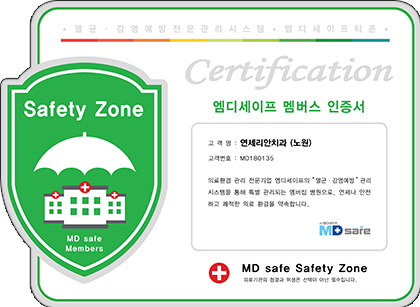 • 멸균 · 감염예방전문관리시스템 • 엠디세이프티존 •
Certification
Safety Zone
MD safe
Members
엠디세이프 멤버스 인증서
고 객 명 : 연세리안치과 (노원)
고객번호 : MD180135
의료환경 관리 전문기업 엠디세이프의 "멸균·감염예방" 관리
시스템을 통해 특별 관리되는 멤버십 병원으로, 언제나 안전
하고 쾌적한 의료 환경을 약속합니다.
MDsafe
MD safe Safety Zone
의료기관의 청결과 위생은 선택이 아닌 필수입니다.